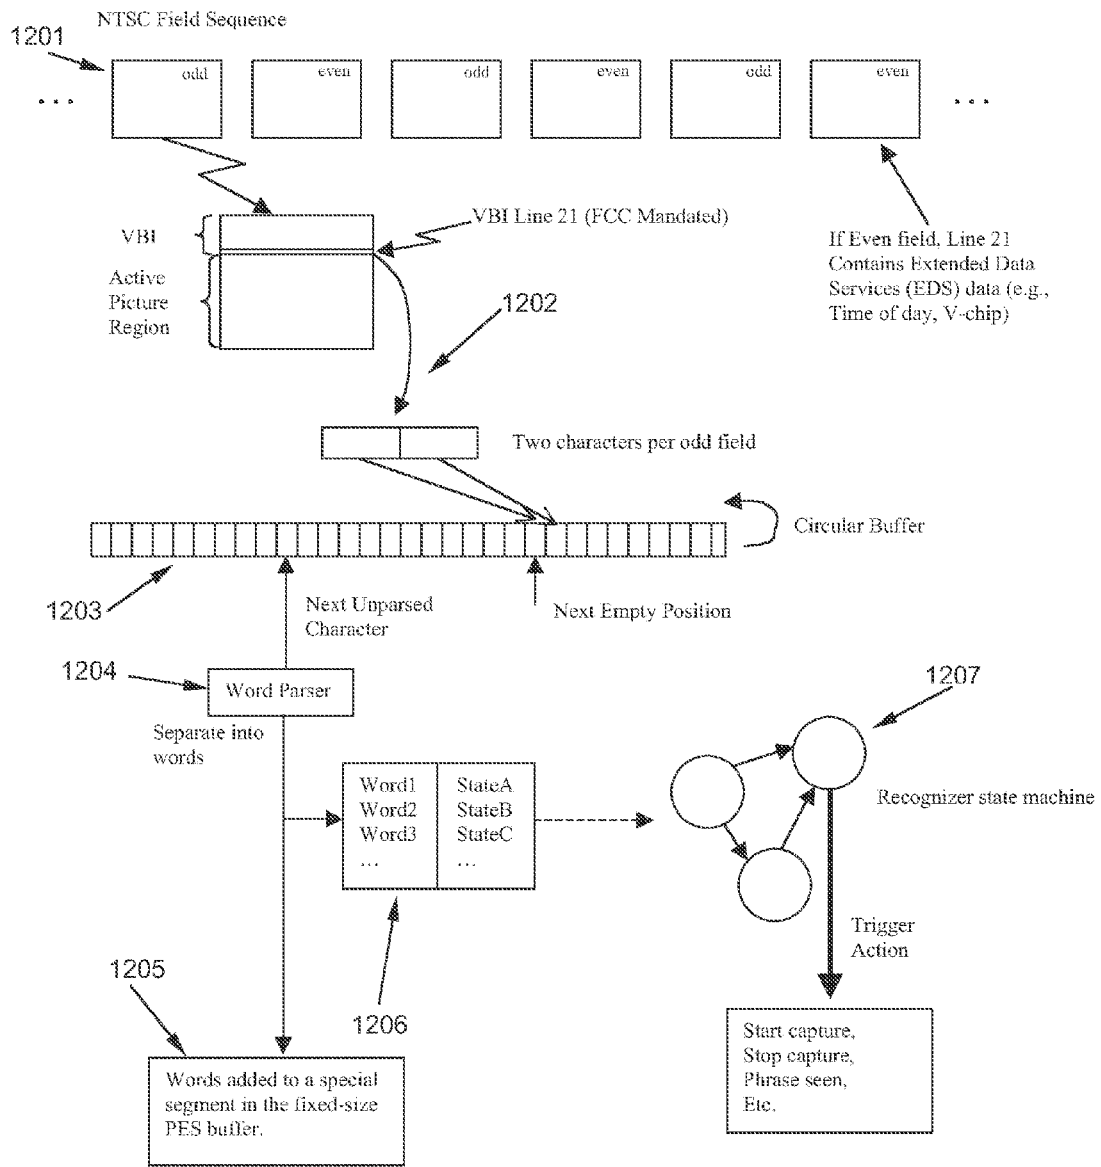 NTSC Field Sequence
1201
odd
even
odd
even
odd
even
...
...
VBI
VBI Line 21 (FCC Mandated)
Active
Picture
Region
If Even field, Line 21
Contains Extended Data
Services (EDS) data (e.g.,
Time of day, V-chip)
1202
Two characters per odd field
Circular Buffer
1203
Next Unparsed
Character
Next Empty Position
1204
Word Parser
Separate into
words
1207
Word1
Word2
Word3
...
StateA
StateB
StateC
...
Recognizer state machine
Trigger
Action
1205
1206
Words added to a special
segment in the fixed-size
PES buffer.
Start capture,
Stop capture,
Phrase seen,
Etc.